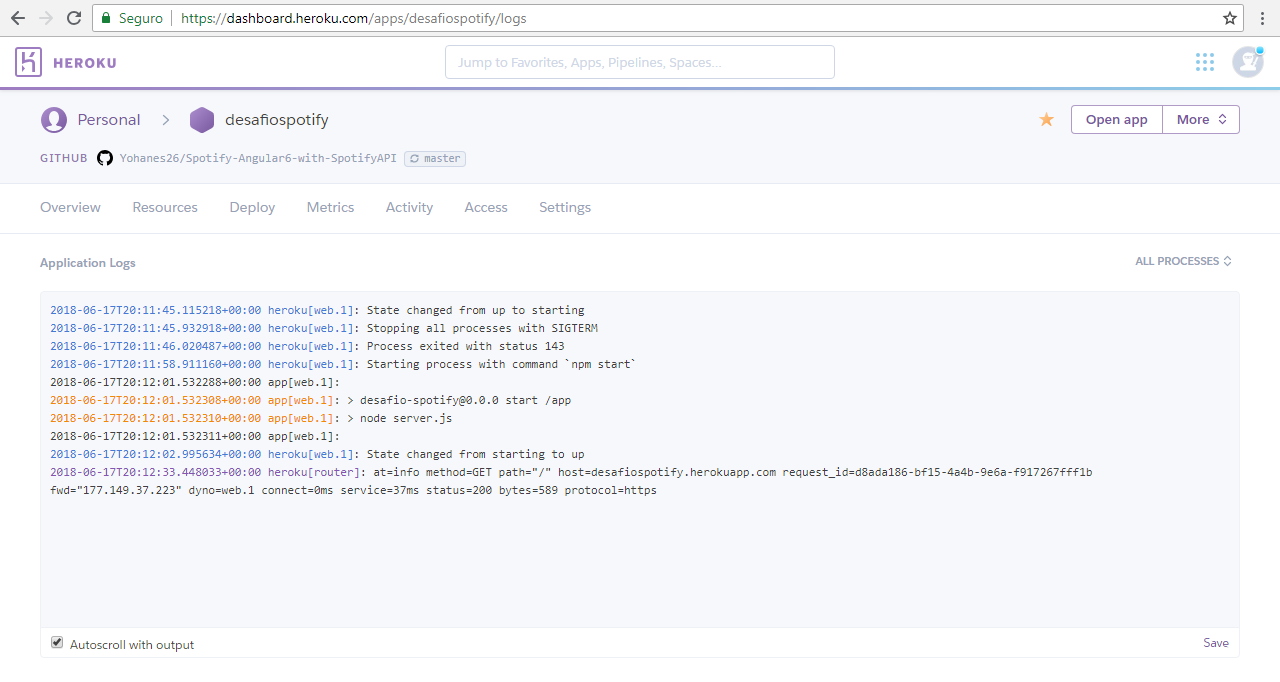 Seguro https://dashboard.heroku.com/apps/desafiospotify/logs
HEROKU
Jump to Favorites, Apps, Pipelines, Spaces...
Personal desafiospotify
Open app More
GITHUB Yohanes26/Spotify-Angular6-with-SpotifyAPI master
Overview Resources Deploy Metrics Activity Access Settings
Application Logs
ALL PROCESSES
2018-06-17T20:11:45.115218+00:00 heroku[web.1]: State changed from up to starting
2018-06-17T20:11:45.932918+00:00 heroku[web.1]: Stopping all processes with SIGTERM
2018-06-17T20:11:46.020487+00:00 heroku[web.1]: Process exited with status 143
2018-06-17T20:11:58.911160+00:00 heroku[web.1]: Starting process with command `npm start`
2018-06-17T20:12:01.532288+00:00 app[web.1]:
2018-06-17T20:12:01.532308+00:00 app[web.1]: > desafio-spotify@0.0.0 start /app
2018-06-17T20:12:01.532310+00:00 app[web.1]: > node server.js
2018-06-17T20:12:01.532311+00:00 app[web.1]:
2018-06-17T20:12:02.995634+00:00 heroku[web.1]: State changed from starting to up
2018-06-17T20:12:33.448033+00:00 heroku[router]: at=info method=GET path="/" host=desafiospotify.herokuapp.com request_id=d8ada186-bf15-4a4b-9e6a-f917267fff1b
fwd="177.149.37.223" dyno=web.1 connect=0ms service=37ms status=200 bytes=589 protocol=https
Autoscroll with output
Save